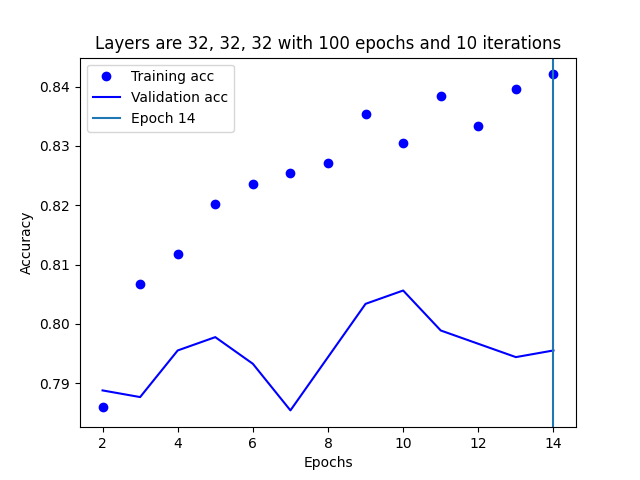 Layers are 32, 32, 32 with 100 epochs and 10 iterations
Training acc
Validation acc
Epoch 14
0.84
0.83
0.82
0.81
0.80
0.79
Accuracy
2 4 6 8 10 12 14
Epochs